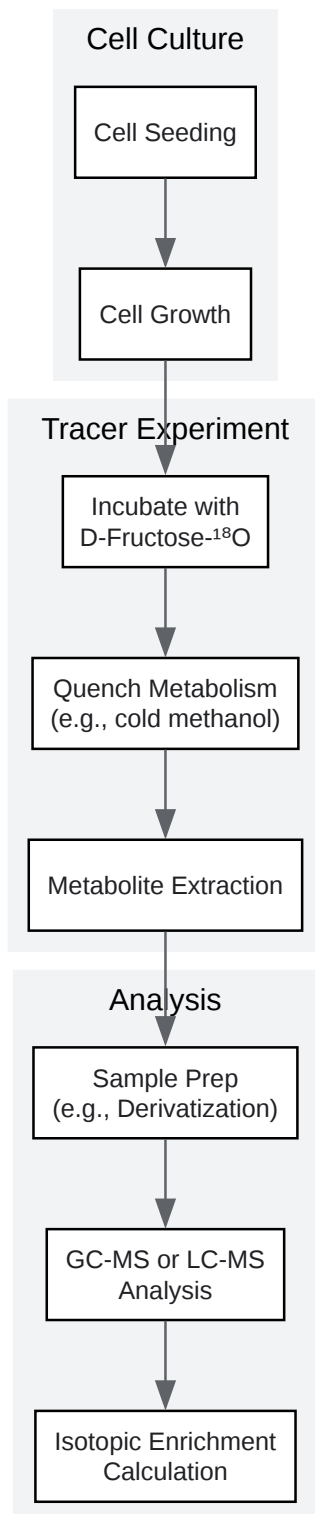 Cell Culture
Cell Seeding
Cell Growth
Tracer Experiment
Incubate with
D-Fructose-¹⁸O
Quench Metabolism
(e.g., cold methanol)
Metabolite Extraction
Analysis
Sample Prep
(e.g., Derivatization)
GC-MS or LC-MS
Analysis
Isotopic Enrichment
Calculation